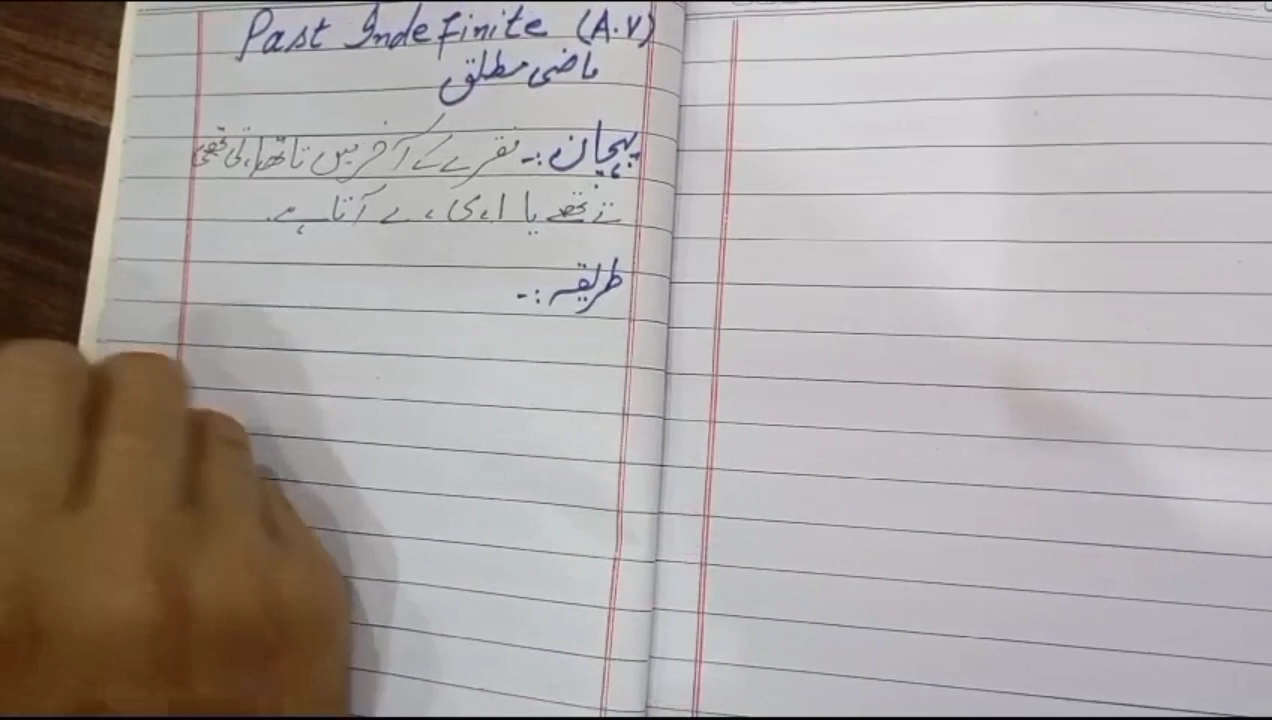 Past Indefinite (A.V)
ماضی مطلق
پہچان :۔ فقرے کے آخر میں تا تھا، تی تھی
تے تھے یا ا، ی، ے آتا ہے۔
طریقہ :۔